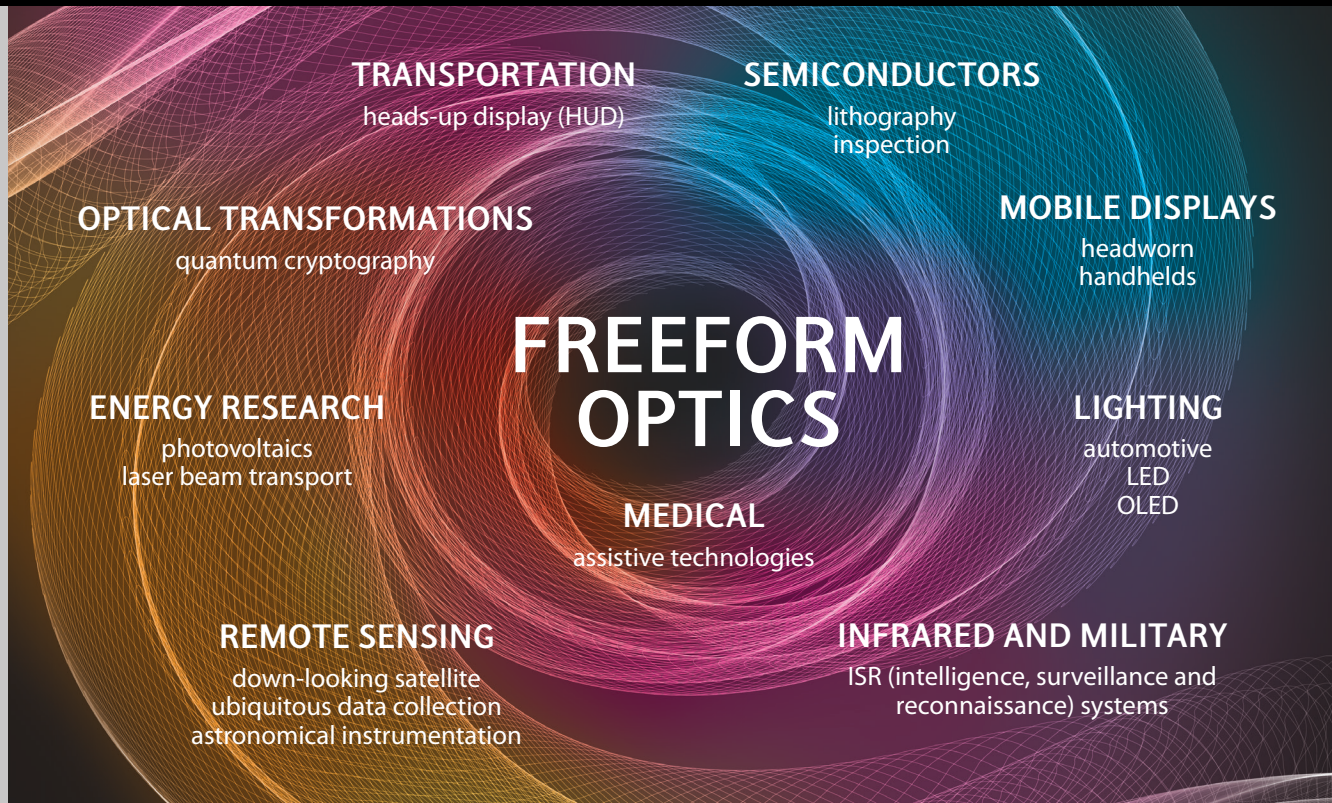 TRANSPORTATION
heads-up display (HUD)
SEMICONDUCTORS
lithography
inspection
OPTICAL TRANSFORMATIONS
quantum cryptography
MOBILE DISPLAYS
headworn
handhelds
FREEFORM
OPTICS
ENERGY RESEARCH
photovoltaics
laser beam transport
LIGHTING
automotive
LED
OLED
MEDICAL
assistive technologies
REMOTE SENSING
down-looking satellite
ubiquitous data collection
astronomical instrumentation
INFRARED AND MILITARY
ISR (intelligence, surveillance and
reconnaissance) systems